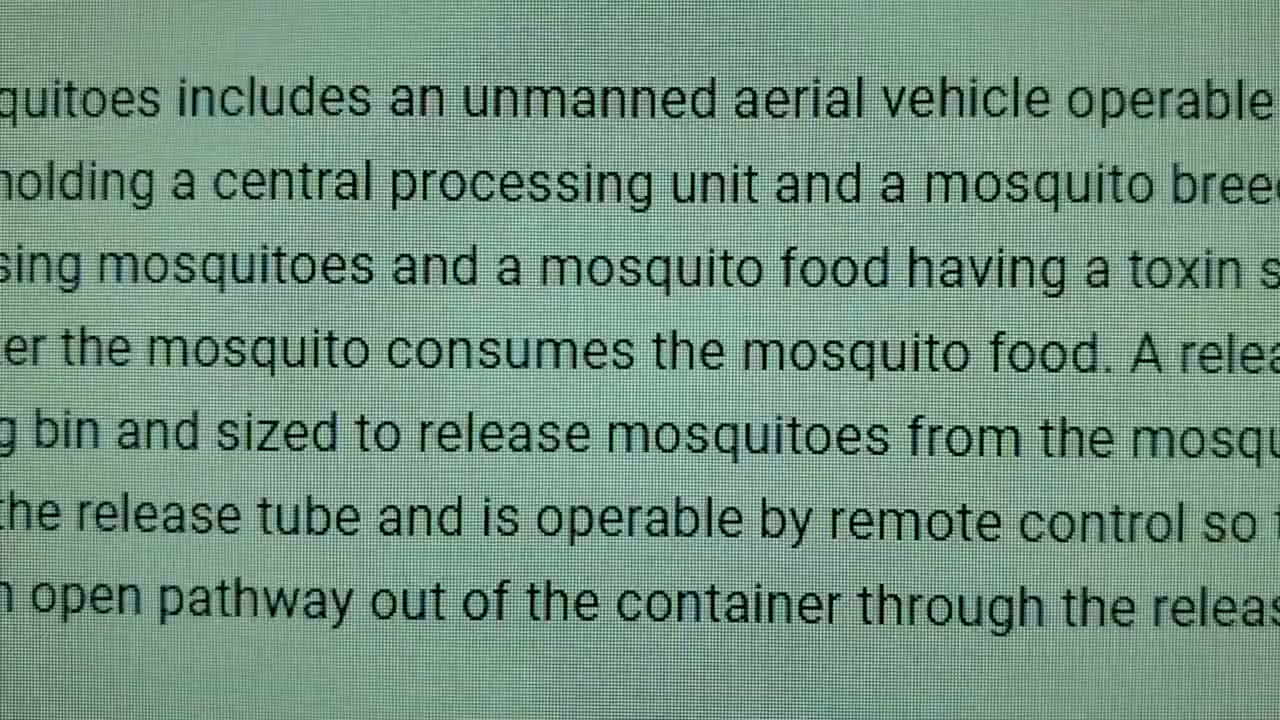 quitoes includes an unmanned aerial vehicle operable
holding a central processing unit and a mosquito bree
sing mosquitoes and a mosquito food having a toxin s
er the mosquito consumes the mosquito food. A relea
g bin and sized to release mosquitoes from the mosqu
the release tube and is operable by remote control so t
n open pathway out of the container through the releas